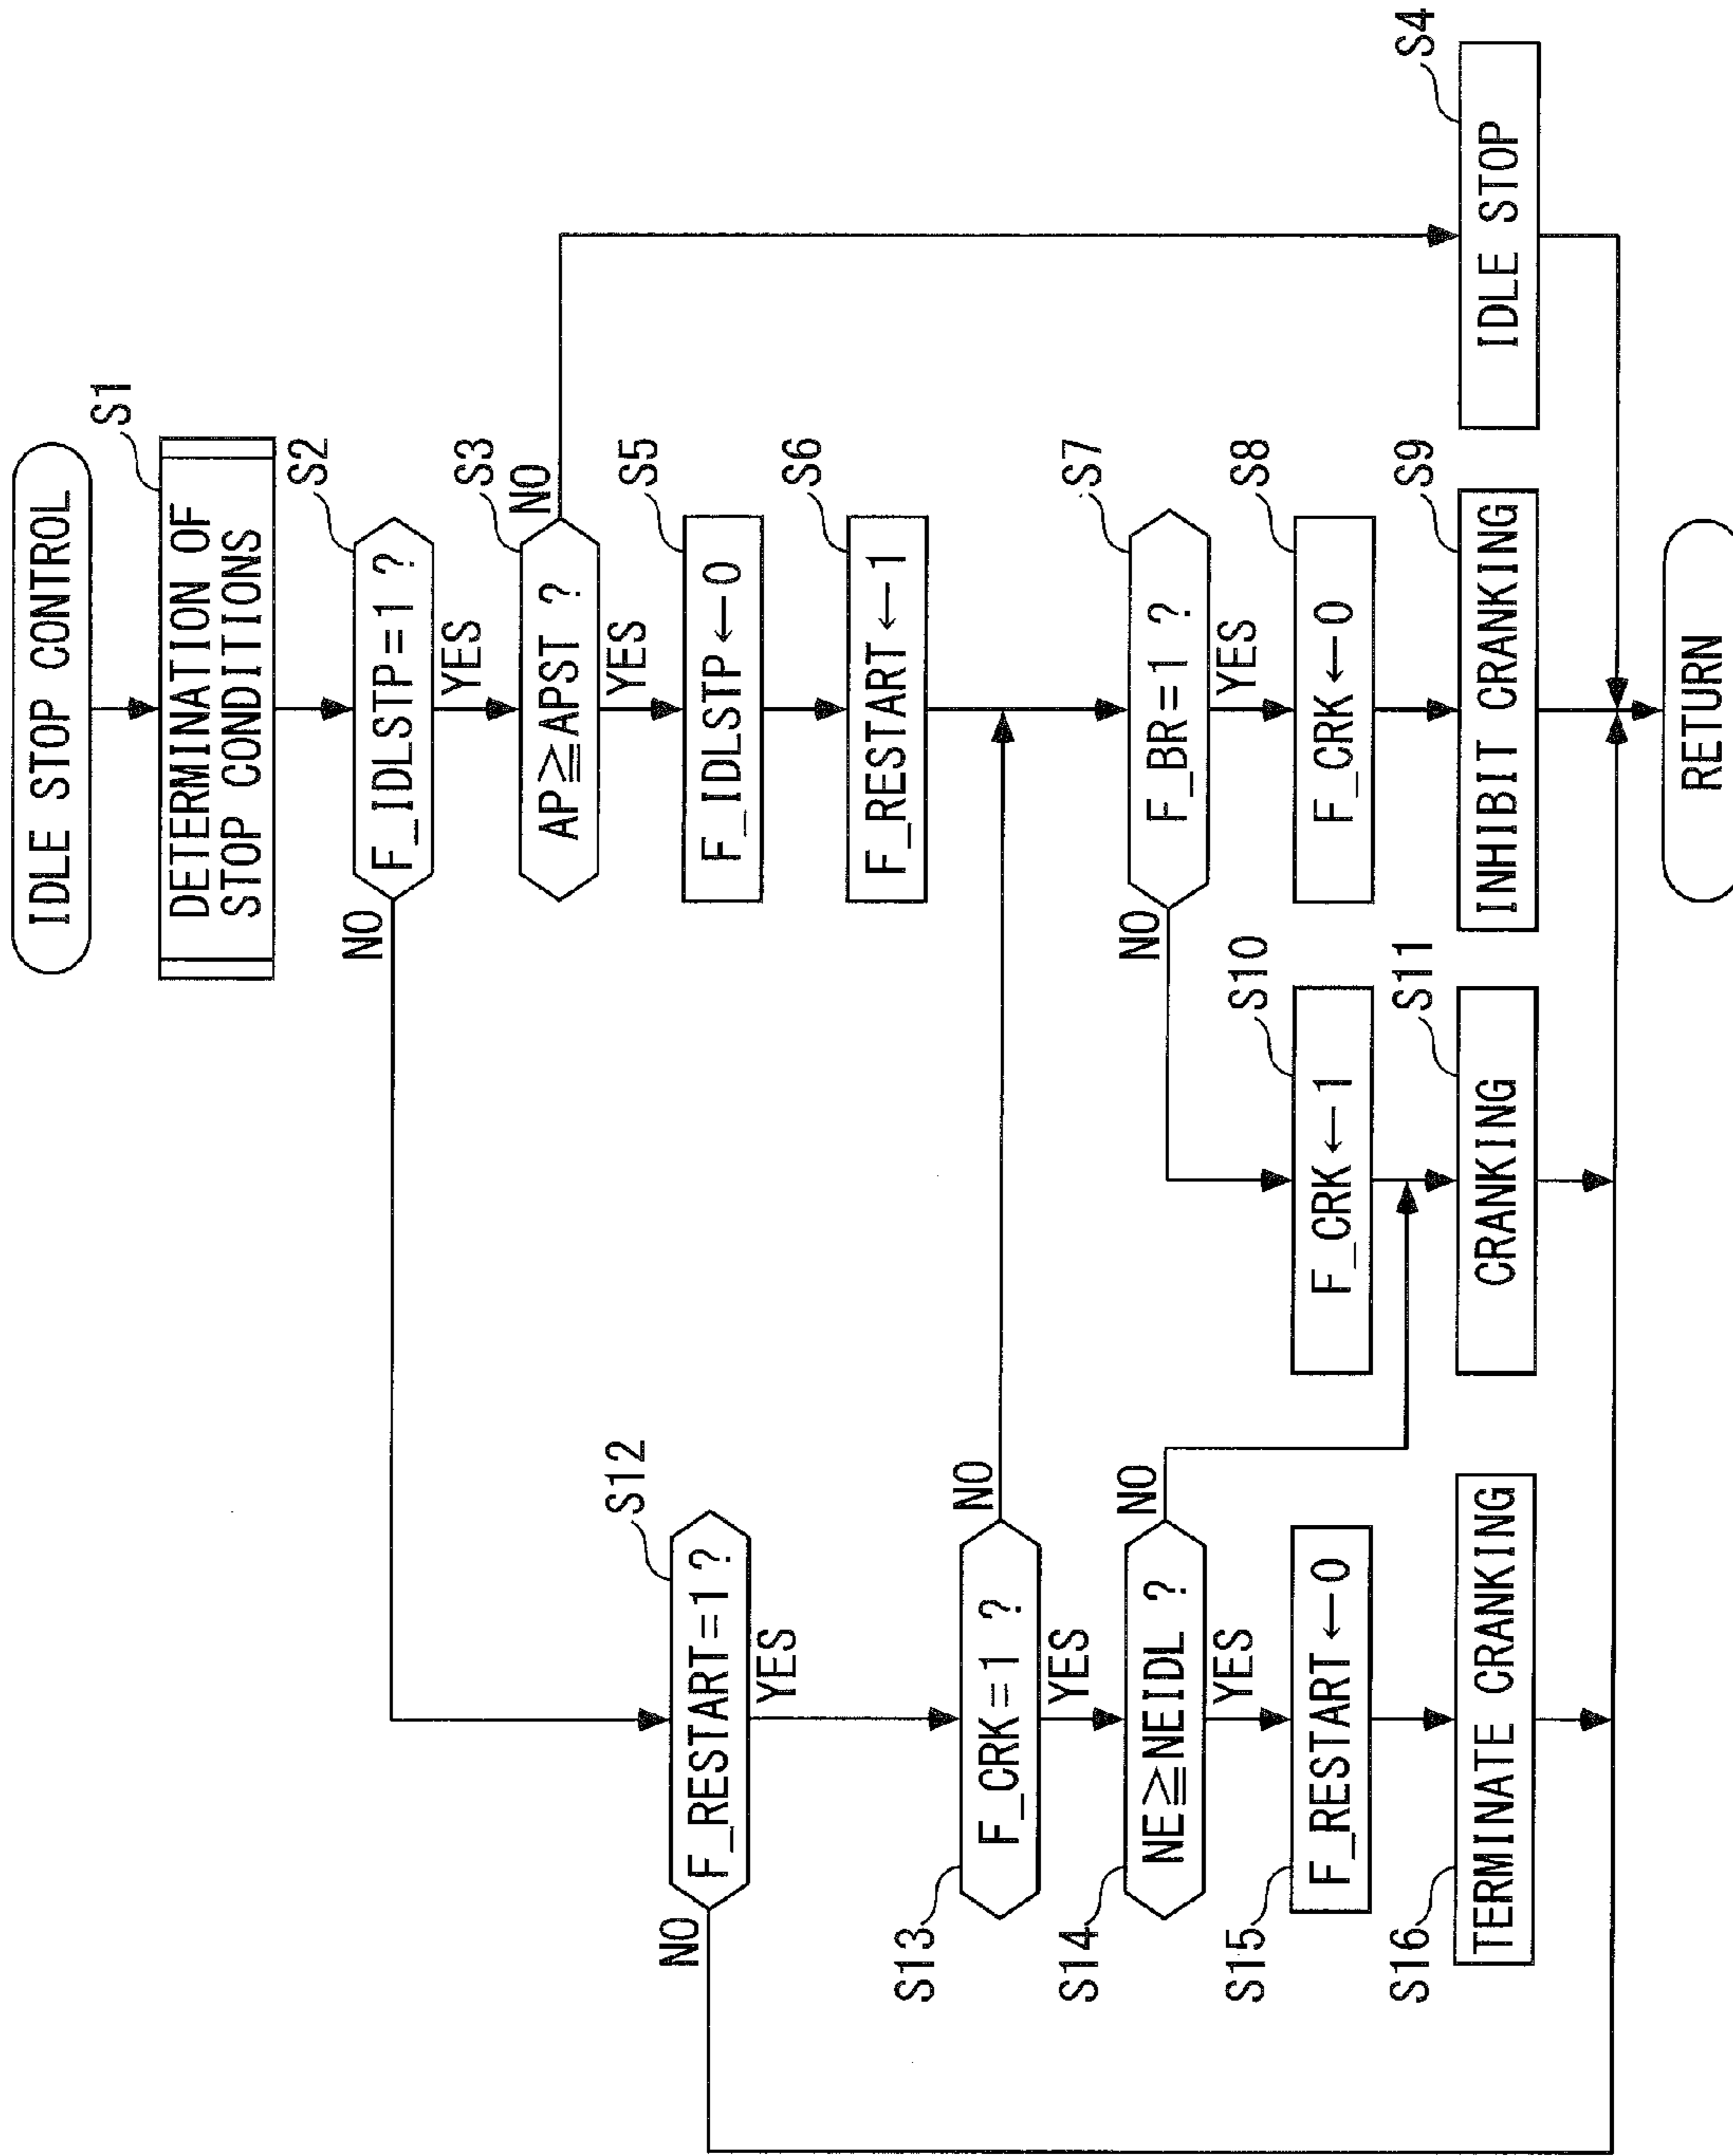 IDLE STOP CONTROL
S1
DETERMINATION OF
STOP CONDITIONS
S2
F_IDLSTP=1 ?
NO
YES
S3
AP≧APST ?
NO
YES
S5
F_IDLSTP←0
S6
F_RESTART←1
S12
F_RESTART=1 ?
NO
YES
S13
F_CRK=1 ?
NO
YES
S7
F_BR=1 ?
NO
YES
S14
NE≧NEIDL ?
NO
YES
S8
F_CRK←0
S10
F_CRK←1
S15
F_RESTART←0
S4
IDLE STOP
S9
INHIBIT CRANKING
S11
CRANKING
S16
TERMINATE CRANKING
RETURN